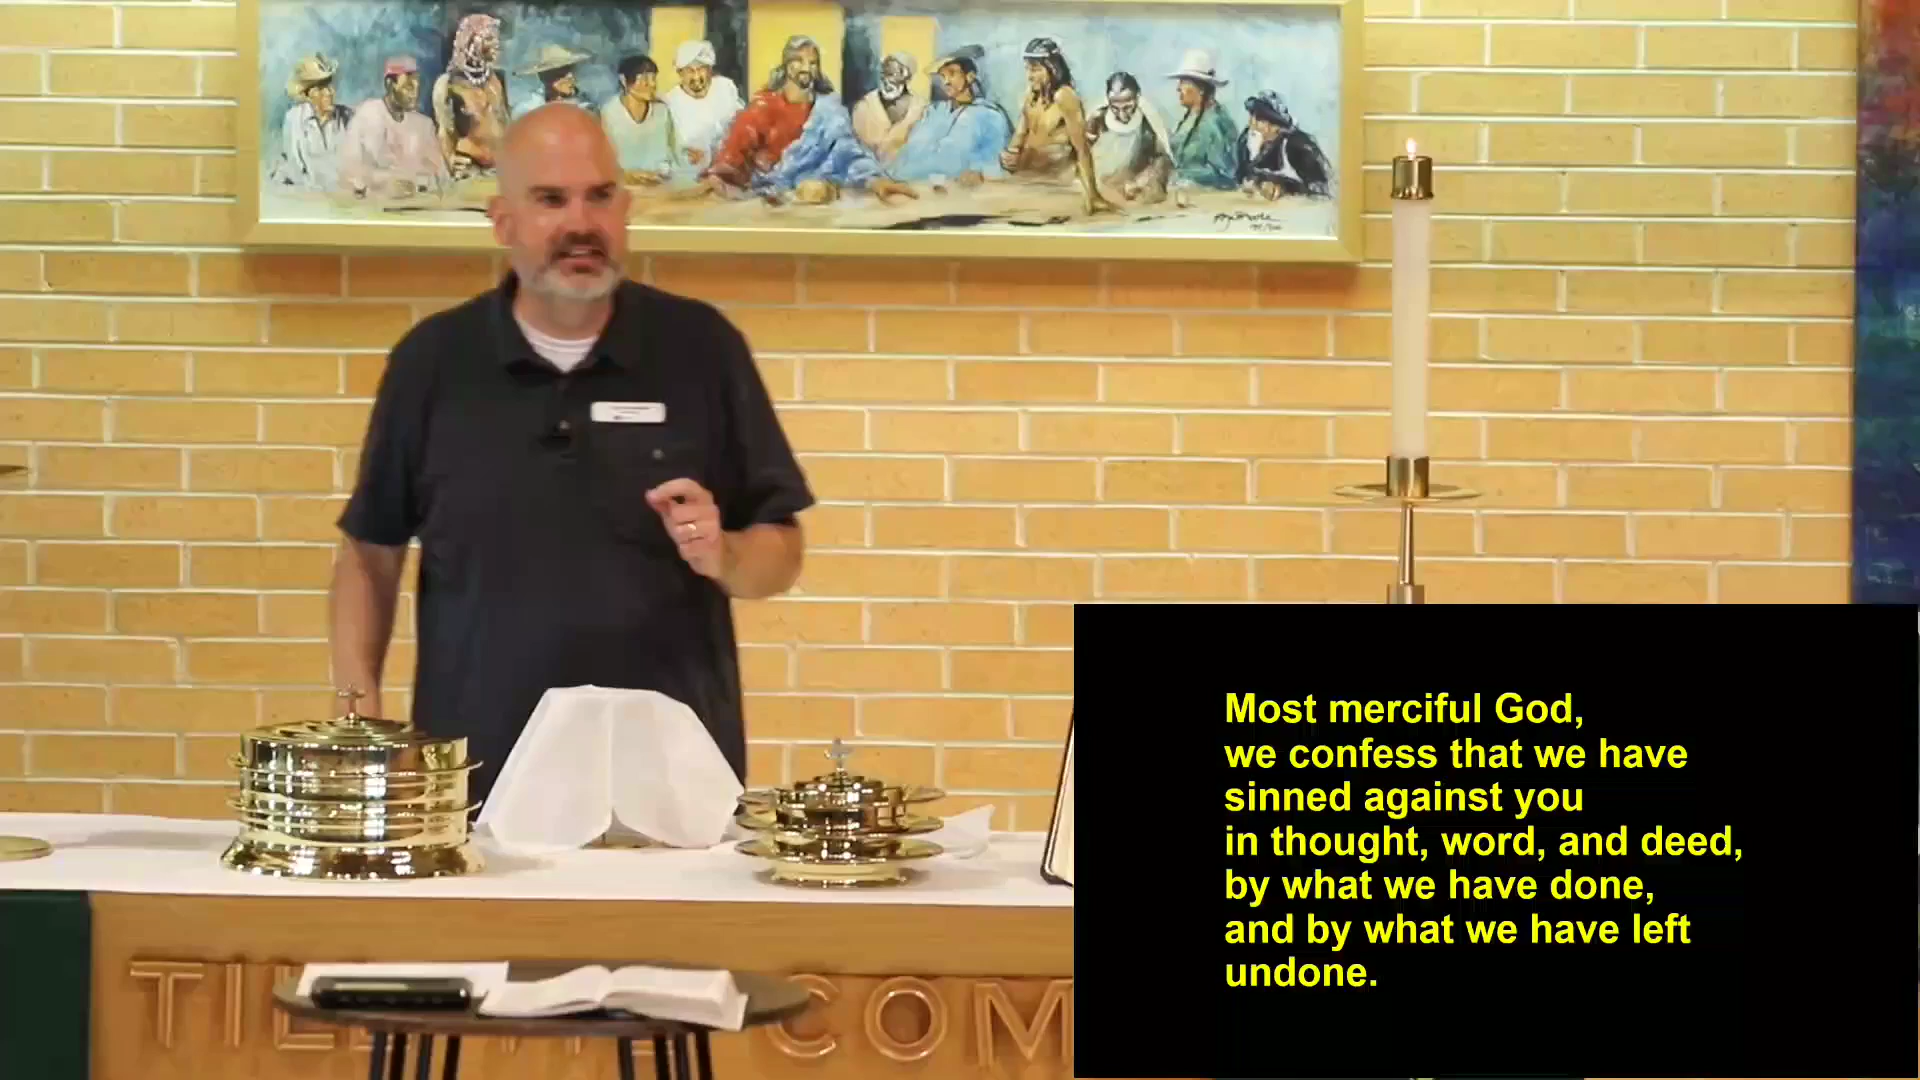 Most merciful God,
we confess that we have
sinned against you
in thought, word, and deed,
by what we have done,
and by what we have left
undone.